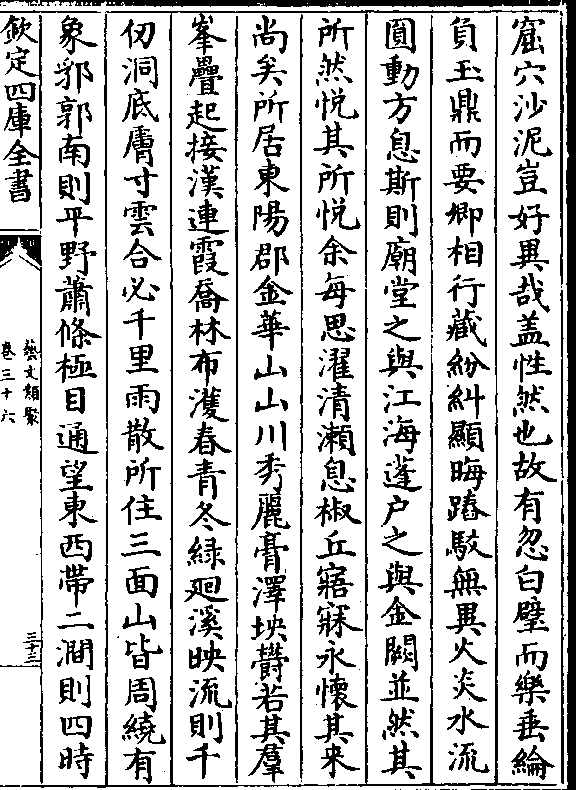 窟穴沙泥豈好異哉盖性然也故有忽白璧而樂垂綸
負玉鼎而要卿相行藏紛糾顯晦踳駮無異火炎水流
圓動方息斯則廟堂之與江海蓬户之與金闕並然其
所然悦其所悦余每思濯清瀬息椒丘寤寐永懷其来
尚矣所居東陽郡金華山山川秀麗膏澤坱欝若其羣
峯疊起接漢連霞喬林布濩春青冬緑廻溪映流則千
仞洞底膚寸雲合必千里雨散所住三面山皆周繞有
象郛郭南則平野蕭條極目通望東西帶二澗則四時
欽定四庫全書
藝文類聚
卷三十六
三十三